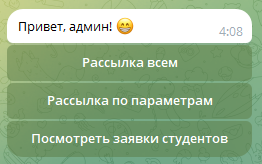 Привет, админ! 😁
4:08
Рассылка всем
Рассылка по параметрам
Посмотреть заявки студентов